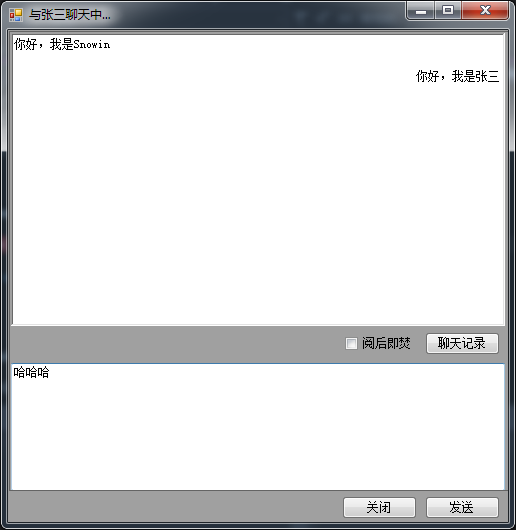 与张三聊天中...
你好，我是Snowin
你好，我是张三
阅后即焚
聊天记录
哈哈哈
关闭
发送